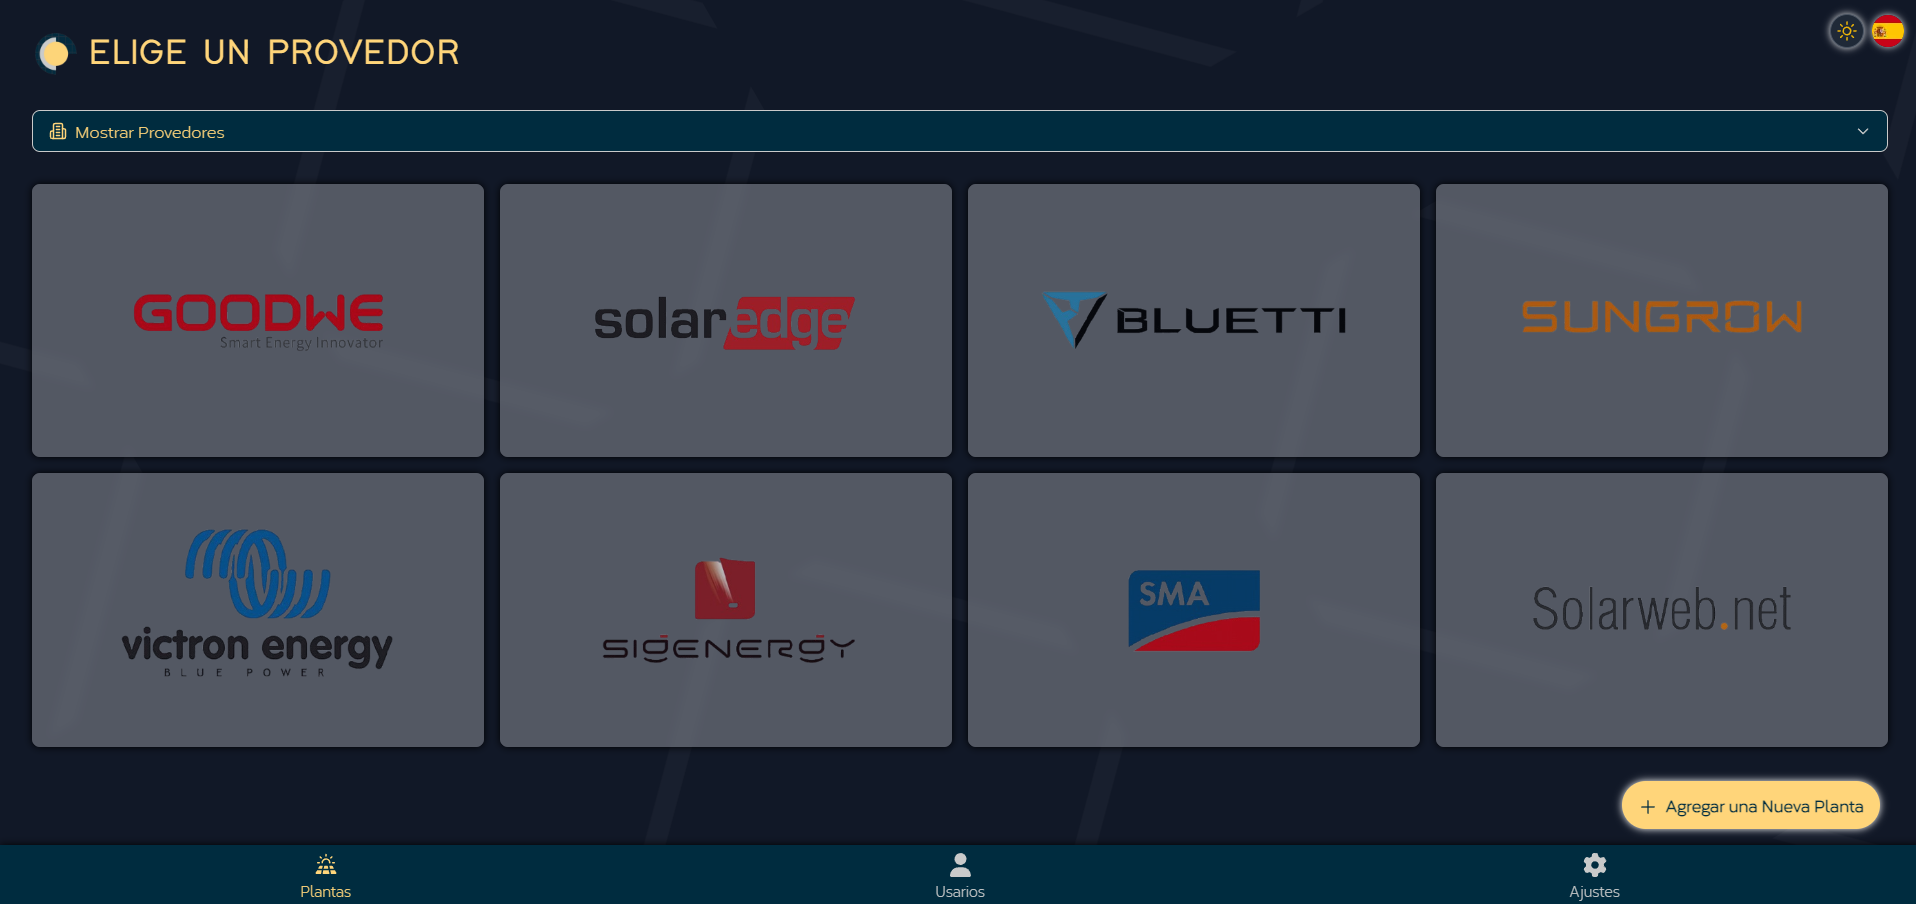 ELIGE UN PROVEDOR
Mostrar Provedores
GOODWE
Smart Energy Innovator
solaredge
BLUETTI
SUNGROW
victron energy
BLUE POWER
SIGENERGY
SMA
Solarweb.net
+ Agregar una Nueva Planta
Plantas
Usarios
Ajustes